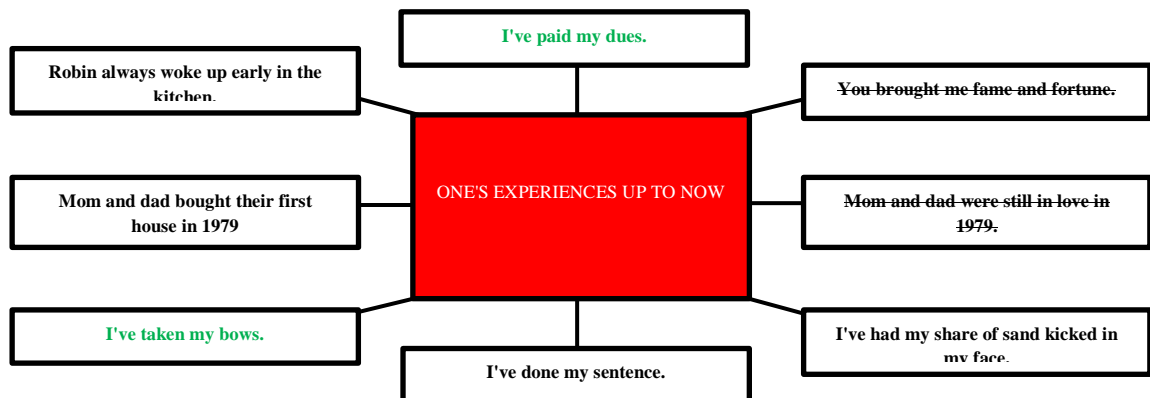 I've paid my dues.
Robin always woke up early in the
kitchen.
You brought me fame and fortune.
ONE'S EXPERIENCES UP TO NOW
Mom and dad bought their first
house in 1979
Mom and dad were still in love in
1979.
I've taken my bows.
I've had my share of sand kicked in
my face.
I've done my sentence.